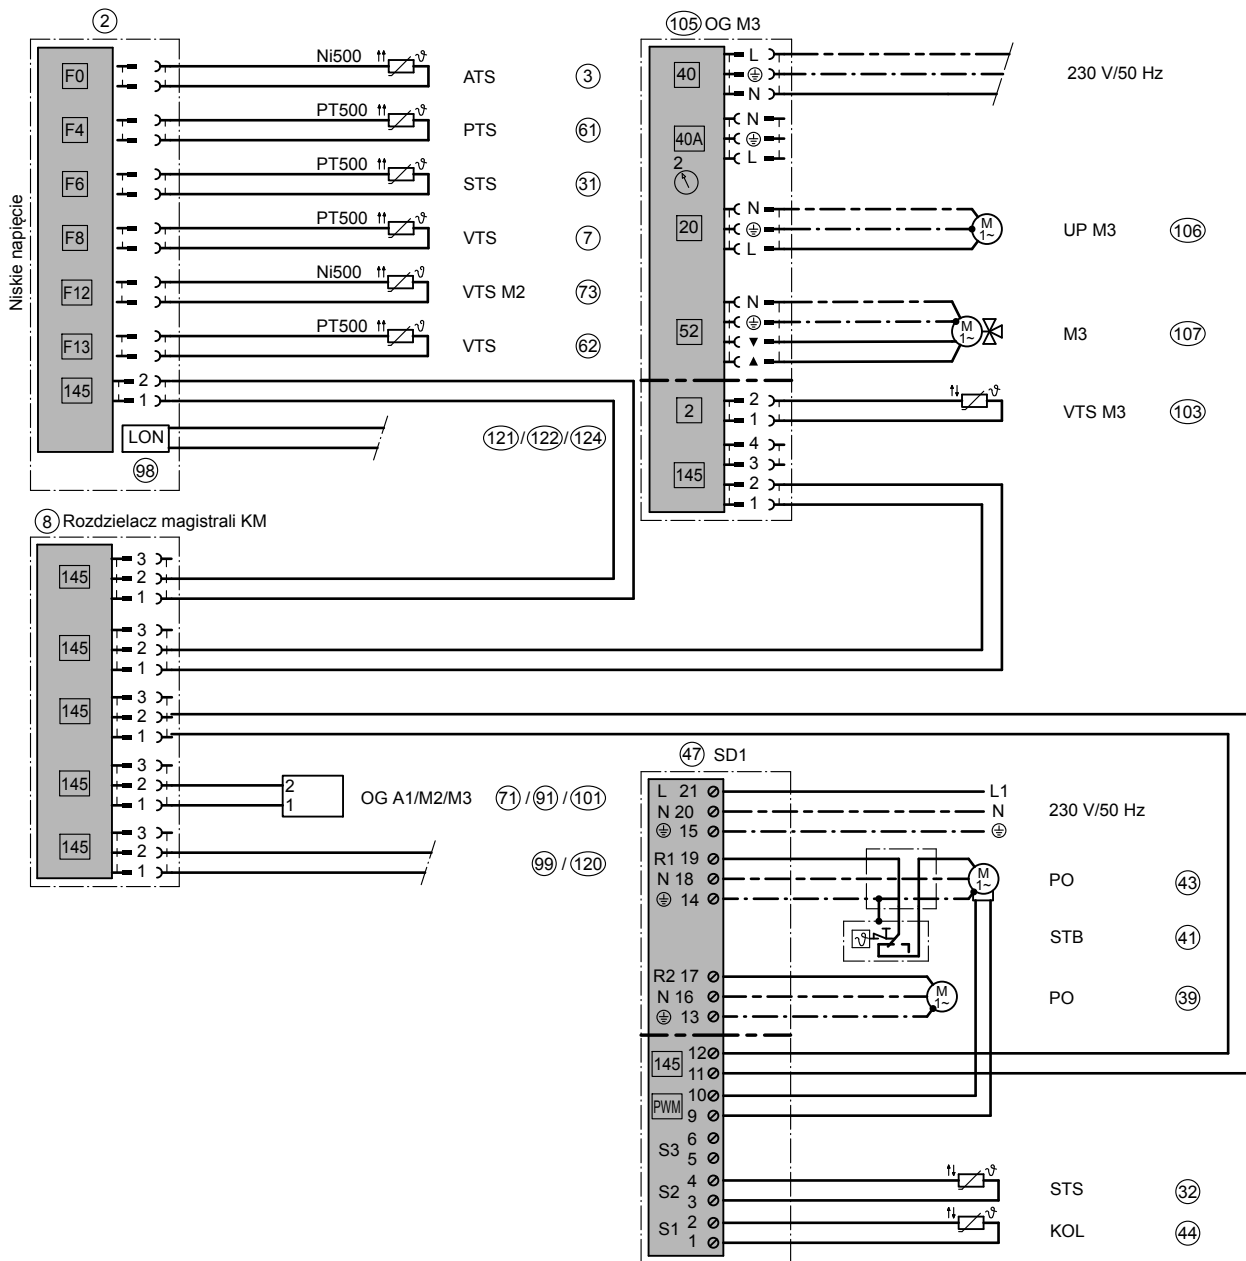 2
Niskie napięcie
F0 Ni500 ϑ ATS 3
F4 PT500 ϑ PTS 61
F6 PT500 ϑ STS 31
F8 PT500 ϑ VTS 7
F12 Ni500 ϑ VTS M2 73
F13 PT500 ϑ VTS 62
145 2
1
LON 121/122/124
98
105 OG M3
40 L
N
230 V/50 Hz
40A N
L
2
20 N
L
M
1~
UP M3 106
52 N
M
1~
M3 107
2 2
1
ϑ VTS M3 103
145 4
3
2
1
8 Rozdzielacz magistrali KM
145 3
2
1
145 3
2
1
145 3
2
1
145 3
2
1
2
1
OG A1/M2/M3 71/91/101
145 3
2
1
99/120
47 SD1
L 21 L1
N 20 N
15
230 V/50 Hz
R1 19
N 18
14
M
1~
PO 43
ϑ STB 41
R2 17
N 16
13
M
1~
PO 39
145 12
11
PWM 10
9
S3 6
5
S2 4
3
ϑ STS 32
S1 2
1
ϑ KOL 44